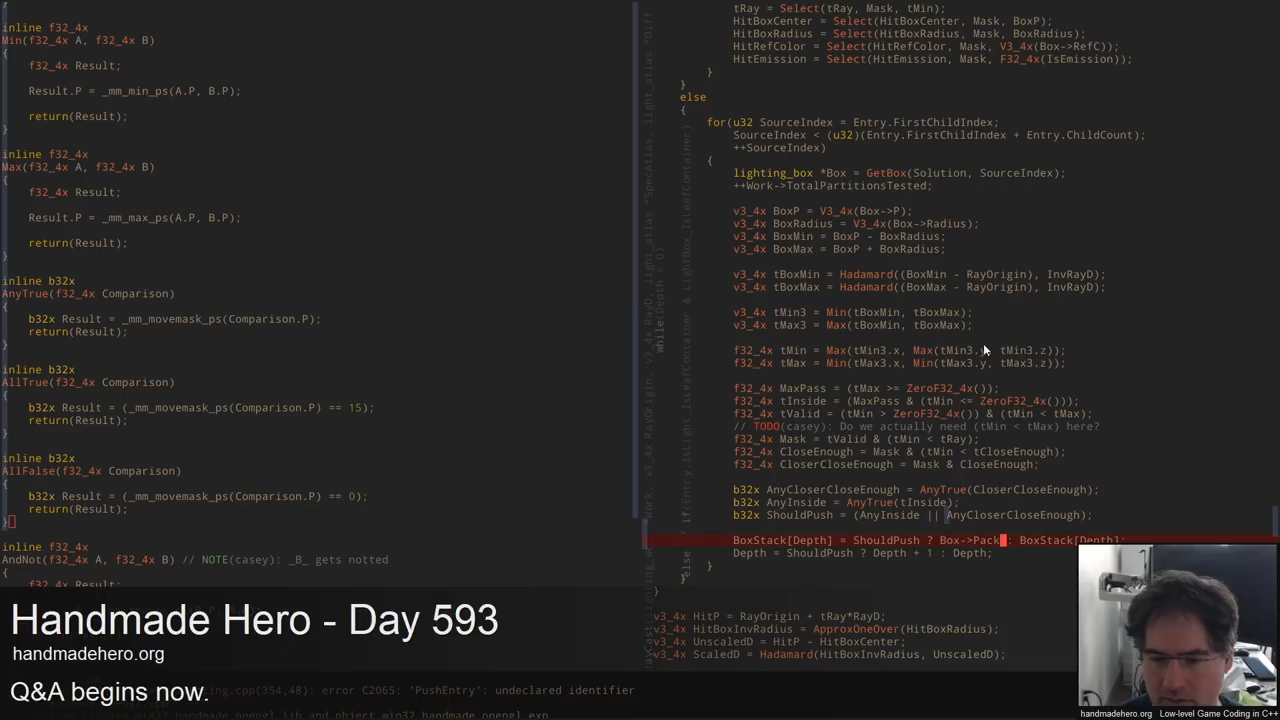 inline f32_4x
Min(f32_4x A, f32_4x B)
{
f32_4x Result;
Result.P = _mm_min_ps(A.P, B.P);
return(Result);
}
inline f32_4x
Max(f32_4x A, f32_4x B)
{
f32_4x Result;
Result.P = _mm_max_ps(A.P, B.P);
return(Result);
}
inline b32x
AnyTrue(f32_4x Comparison)
{
b32x Result = _mm_movemask_ps(Comparison.P);
return(Result);
}
inline b32x
AllTrue(f32_4x Comparison)
{
b32x Result = (_mm_movemask_ps(Comparison.P) == 15);
return(Result);
}
inline b32x
AllFalse(f32_4x Comparison)
{
b32x Result = (_mm_movemask_ps(Comparison.P) == 0);
return(Result);
}
inline f32_4x
AndNot(f32_4x A, f32_4x B) // NOTE(casey): _B_ gets notted
{
f32_4x Result;
tRay = Select(tRay, Mask, tMin);
HitBoxCenter = Select(HitBoxCenter, Mask, BoxP);
HitBoxRadius = Select(HitBoxRadius, Mask, BoxRadius);
HitRefColor = Select(HitRefColor, Mask, V3_4x(Box->RefC));
HitEmission = Select(HitEmission, Mask, F32_4x(IsEmission));
}
}
else
{
for(u32 SourceIndex = Entry.FirstChildIndex;
SourceIndex < (u32)(Entry.FirstChildIndex + Entry.ChildCount);
++SourceIndex)
{
lighting_box *Box = GetBox(Solution, SourceIndex);
++Work->TotalPartitionsTested;
v3_4x BoxP = V3_4x(Box->P);
v3_4x BoxRadius = V3_4x(Box->Radius);
v3_4x BoxMin = BoxP - BoxRadius;
v3_4x BoxMax = BoxP + BoxRadius;
v3_4x tBoxMin = Hadamard((BoxMin - RayOrigin), InvRayD);
v3_4x tBoxMax = Hadamard((BoxMax - RayOrigin), InvRayD);
v3_4x tMin3 = Min(tBoxMin, tBoxMax);
v3_4x tMax3 = Max(tBoxMin, tBoxMax);
f32_4x tMin = Max(tMin3.x, Max(tMin3.y, tMin3.z));
f32_4x tMax = Min(tMax3.x, Min(tMax3.y, tMax3.z));
f32_4x MaxPass = (tMax >= ZeroF32_4x());
f32_4x tInside = (MaxPass & (tMin <= ZeroF32_4x()));
f32_4x tValid = (tMin > ZeroF32_4x()) & (tMin < tMax);
// TODO(casey): Do we actually need (tMin < tMax) here?
f32_4x Mask = tValid & (tMin < tRay);
f32_4x CloseEnough = Mask & (tMin < tCloseEnough);
f32_4x CloserCloseEnough = Mask & CloseEnough;
b32x AnyCloserCloseEnough = AnyTrue(CloserCloseEnough);
b32x AnyInside = AnyTrue(tInside);
b32x ShouldPush = (AnyInside || AnyCloserCloseEnough);
BoxStack[Depth] = ShouldPush ? Box->Pack : BoxStack[Depth];
Depth = ShouldPush ? Depth + 1 : Depth;
}
}
}
v3_4x HitP = RayOrigin + tRay*RayD;
v3_4x HitBoxInvRadius = ApproxOneOver(HitBoxRadius);
v3_4x UnscaledD = HitP - HitBoxCenter;
v3_4x ScaledD = Hadamard(HitBoxInvRadius, UnscaledD);
while(Depth > 0)
Handmade Hero - Day 593
handmadehero.org
Q&A begins now.
error C2065: 'PushEntry': undeclared identifier
handmadehero.org Low-level Game Coding in C++